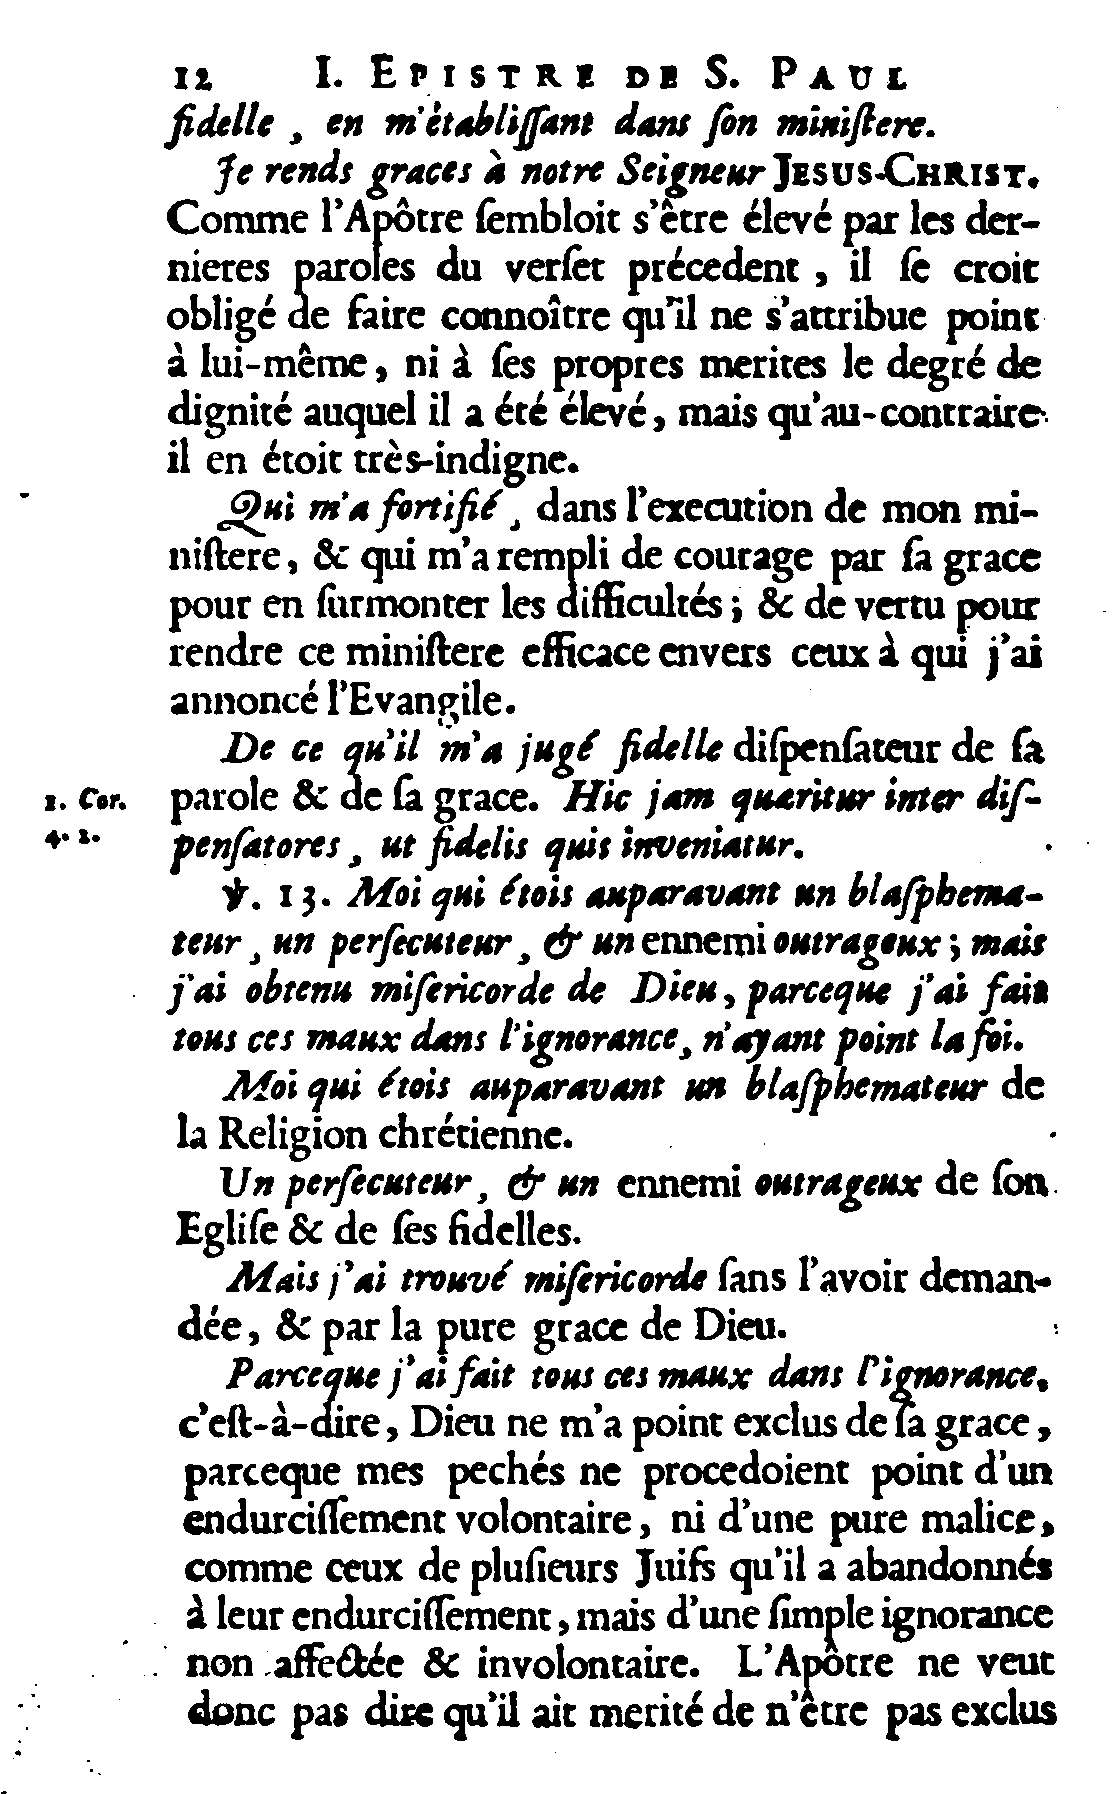 12 I. EPISTRE DE S. PAUL
fidelle, en m'établiſſant dans ſon miniſtere.
Je rends graces à notre Seigneur JESUS-CHRIST.
Comme l'Apôtre ſembloit s'être élevé par les der-
nieres paroles du verſet précedent, il ſe croit
obligé de faire connoître qu'il ne s'attribue point
à lui-même, ni à ſes propres merites le degré de
dignité auquel il a été élevé, mais qu'au-contraire
il en étoit très-indigne.
Qui m'a fortifié, dans l'execution de mon mi-
niſtere, & qui m'a rempli de courage par ſa grace
pour en ſurmonter les difficultés; & de vertu pour
rendre ce miniſtere efficace envers ceux à qui j'ai
annoncé l'Evangile.
De ce qu'il m'a jugé fidelle diſpenſateur de ſa
1. Cor. parole & de ſa grace. Hic jam quæritur inter diſ-
4. 2. penſatores, ut fidelis quis inveniatur.
℣. 13. Moi qui étois auparavant un blaſphema-
teur, un perſecuteur, & un ennemi outrageux; mais
j'ai obtenu miſericorde de Dieu, parceque j'ai fait
tous ces maux dans l'ignorance, n'ayant point la foi.
Moi qui étois auparavant un blaſphemateur de
la Religion chrétienne.
Un perſecuteur, & un ennemi outrageux de ſon
Egliſe & de ſes fidelles.
Mais j'ai trouvé miſericorde ſans l'avoir deman-
dée, & par la pure grace de Dieu.
Parceque j'ai fait tous ces maux dans l'ignorance,
c'eſt-à-dire, Dieu ne m'a point exclus de ſa grace,
parceque mes pechés ne procedoient point d'un
endurciſſement volontaire, ni d'une pure malice,
comme ceux de pluſieurs Juifs qu'il a abandonnés
à leur endurciſſement, mais d'une ſimple ignorance
non affectée & involontaire. L'Apôtre ne veut
donc pas dire qu'il ait merité de n'être pas exclus